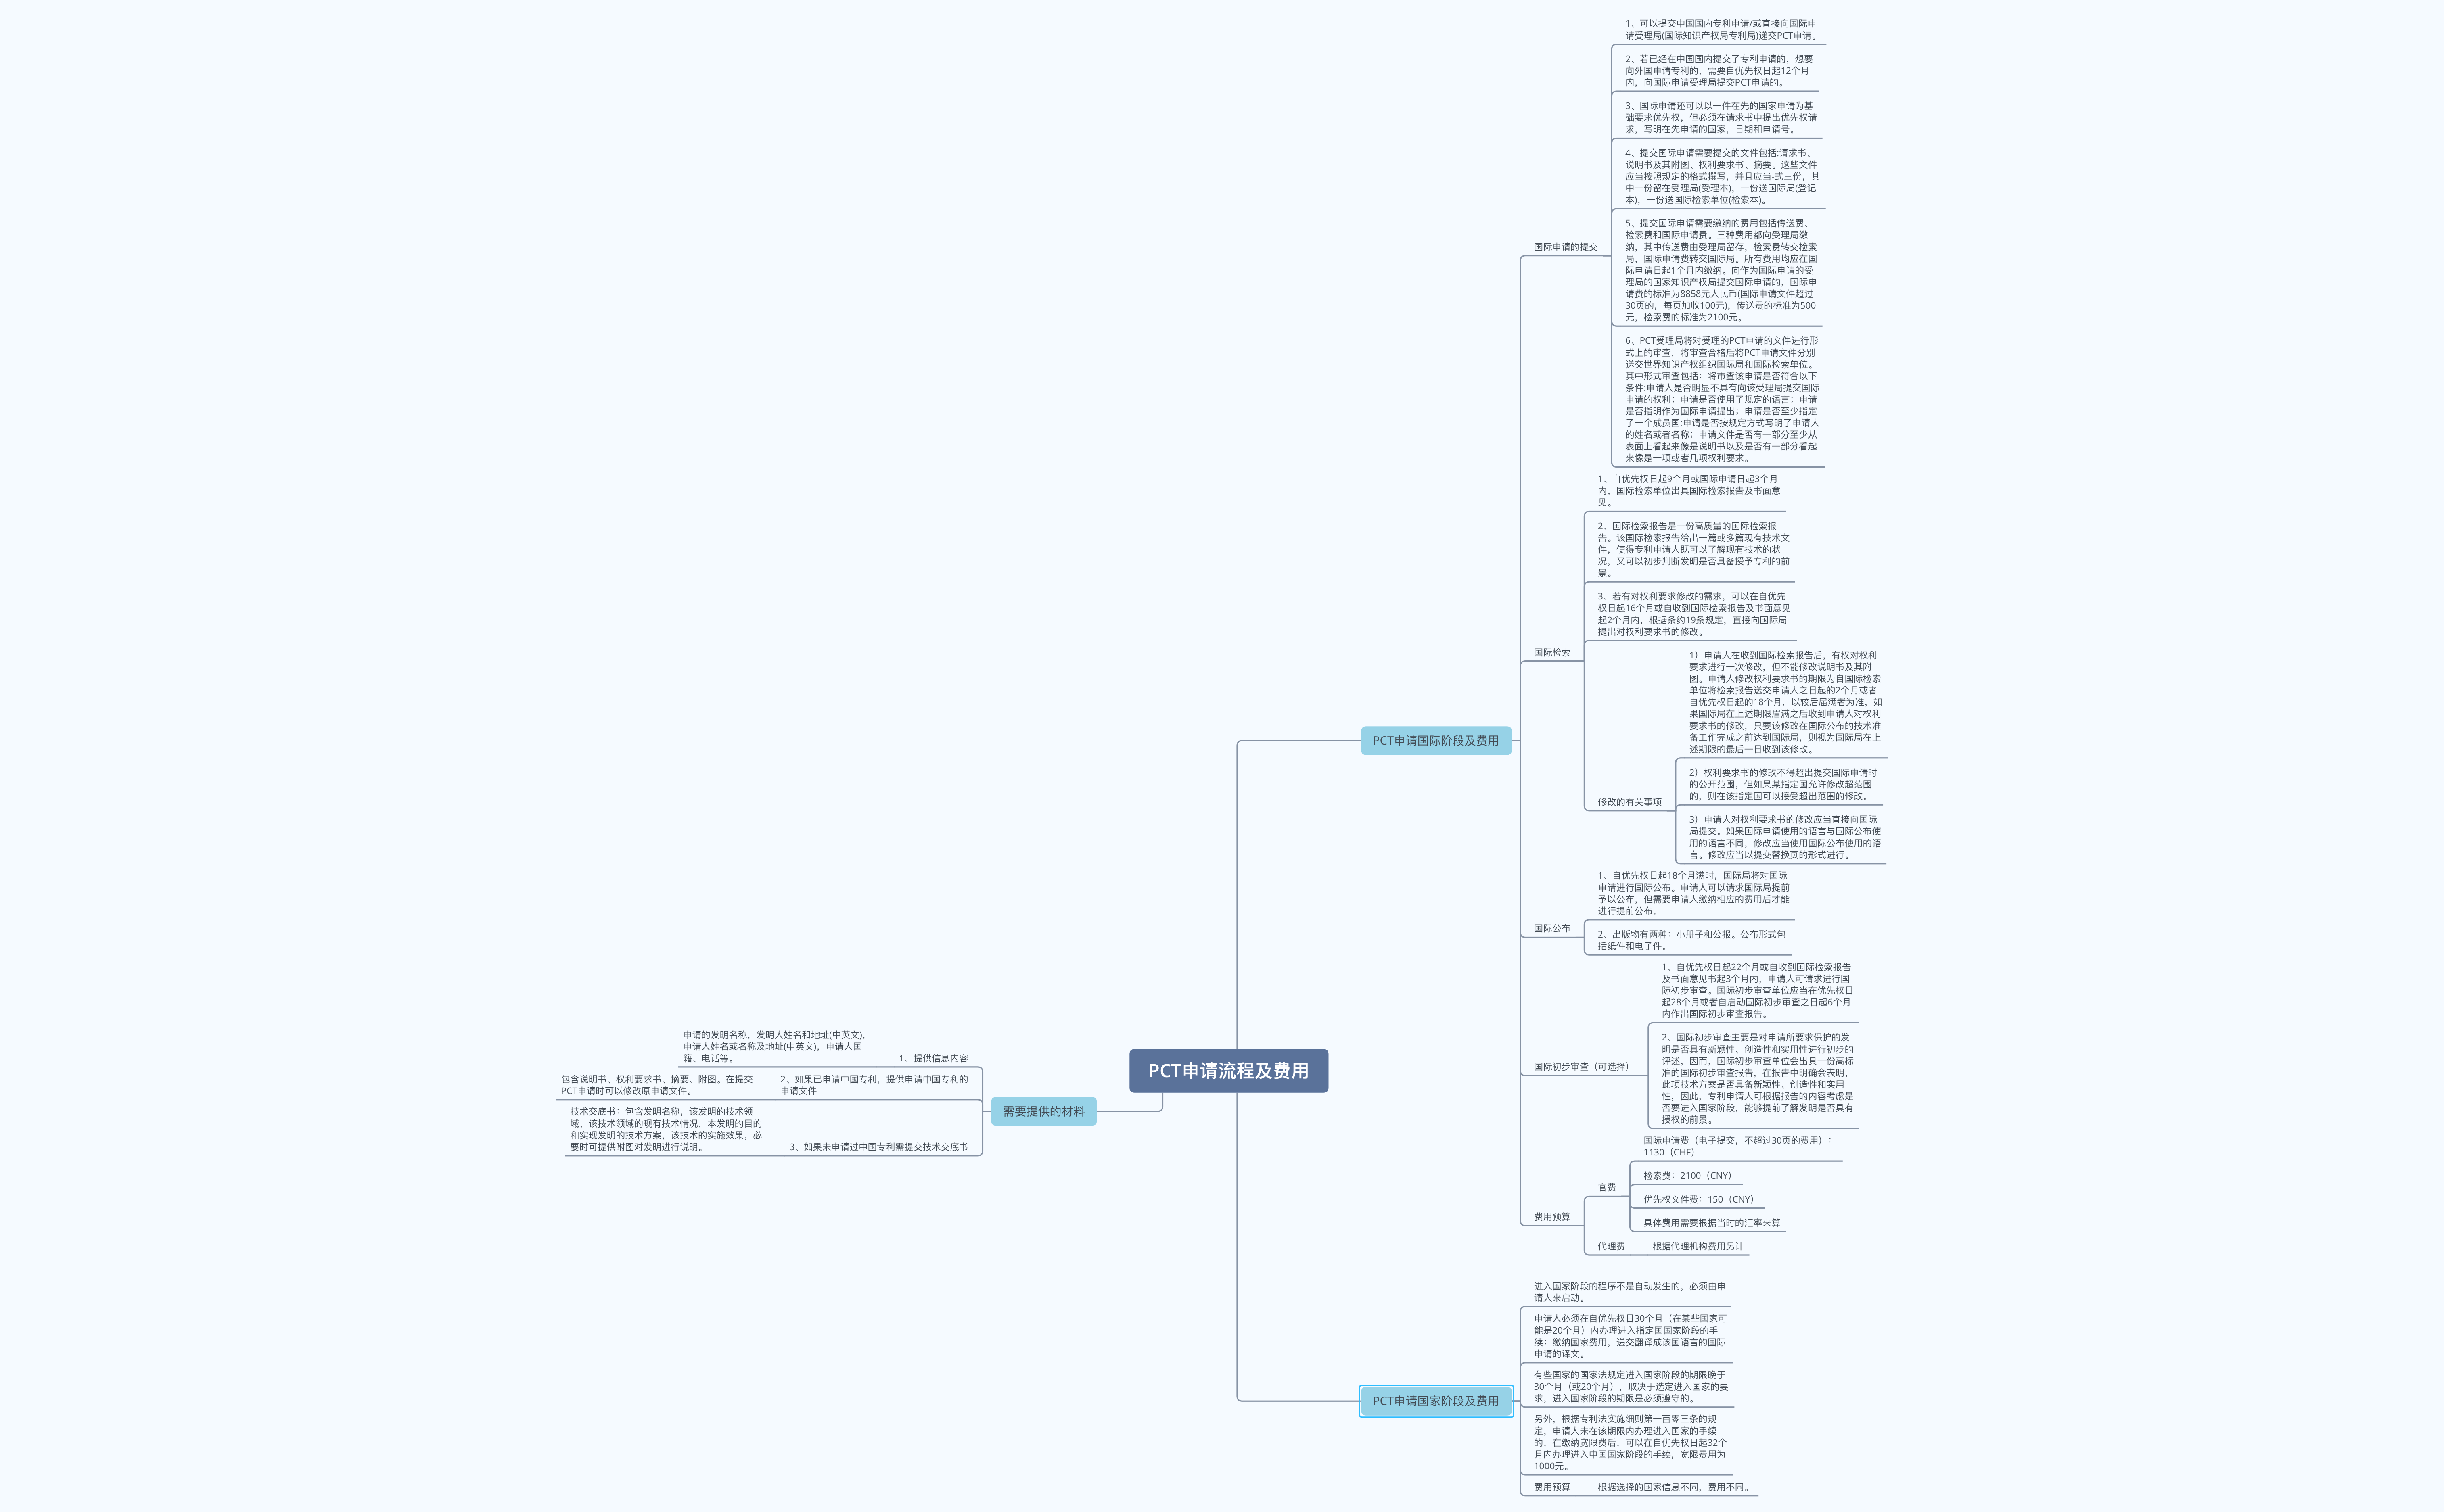 PCT申请流程及费用
PCT申请国际阶段及费用
国际申请的提交
1、可以提交中国国内专利申请/或直接向国际申
请受理局(国际知识产权局专利局)递交PCT申请。
2、若已经在中国国内提交了专利申请的，想要
向外国申请专利的，需要自优先权日起12个月
内，向国际申请受理局提交PCT申请的。
3、国际申请还可以以一件在先的国家申请为基
础要求优先权，但必须在请求书中提出优先权请
求，写明在先申请的国家，日期和申请号。
4、提交国际申请需要提交的文件包括:请求书、
说明书及其附图、权利要求书、摘要。这些文件
应当按照规定的格式撰写，并且应当-式三份，其
中一份留在受理局(受理本)，一份送国际局(登记
本)，一份送国际检索单位(检索本)。
5、提交国际申请需要缴纳的费用包括传送费、
检索费和国际申请费。三种费用都向受理局缴
纳，其中传送费由受理局留存，检索费转交检索
局，国际申请费转交国际局。所有费用均应在国
际申请日起1个月内缴纳。向作为国际申请的受
理局的国家知识产权局提交国际申请的，国际申
请费的标准为8858元人民币(国际申请文件超过
30页的，每页加收100元)，传送费的标准为500
元，检索费的标准为2100元。
6、PCT受理局将对受理的PCT申请的文件进行形
式上的审查，将审查合格后将PCT申请文件分别
送交世界知识产权组织国际局和国际检索单位。
其中形式审查包括：将市查该申请是否符合以下
条件:申请人是否明显不具有向该受理局提交国际
申请的权利；申请是否使用了规定的语言；申请
是否指明作为国际申请提出；申请是否至少指定
了一个成员国;申请是否按规定方式写明了申请人
的姓名或者名称；申请文件是否有一部分至少从
表面上看起来像是说明书以及是否有一部分看起
来像是一项或者几项权利要求。
国际检索
1、自优先权日起9个月或国际申请日起3个月
内，国际检索单位出具国际检索报告及书面意
见。
2、国际检索报告是一份高质量的国际检索报
告。该国际检索报告给出一篇或多篇现有技术文
件，使得专利申请人既可以了解现有技术的状
况，又可以初步判断发明是否具备授予专利的前
景。
3、若有对权利要求修改的需求，可以在自优先
权日起16个月或自收到国际检索报告及书面意见
起2个月内，根据条约19条规定，直接向国际局
提出对权利要求书的修改。
修改的有关事项
1）申请人在收到国际检索报告后，有权对权利
要求进行一次修改，但不能修改说明书及其附
图。申请人修改权利要求书的期限为自国际检索
单位将检索报告送交申请人之日起的2个月或者
自优先权日起的18个月，以较后届满者为准，如
果国际局在上述期限眉满之后收到申请人对权利
要求书的修改，只要该修改在国际公布的技术准
备工作完成之前达到国际局，则视为国际局在上
述期限的最后一日收到该修改。
2）权利要求书的修改不得超出提交国际申请时
的公开范围，但如果某指定国允许修改超范围
的，则在该指定国可以接受超出范围的修改。
3）申请人对权利要求书的修改应当直接向国际
局提交。如果国际申请使用的语言与国际公布使
用的语言不同，修改应当使用国际公布使用的语
言。修改应当以提交替换页的形式进行。
国际公布
1、自优先权日起18个月满时，国际局将对国际
申请进行国际公布。申请人可以请求国际局提前
予以公布，但需要申请人缴纳相应的费用后才能
进行提前公布。
2、出版物有两种：小册子和公报。公布形式包
括纸件和电子件。
国际初步审查（可选择）
1、自优先权日起22个月或自收到国际检索报告
及书面意见书起3个月内，申请人可请求进行国
际初步审查。国际初步审查单位应当在优先权日
起28个月或者自启动国际初步审查之日起6个月
内作出国际初步审查报告。
2、国际初步审查主要是对申请所要求保护的发
明是否具有新颖性、创造性和实用性进行初步的
评述，因而，国际初步审查单位会出具一份高标
准的国际初步审查报告，在报告中明确会表明，
此项技术方案是否具备新颖性、创造性和实用
性，因此，专利申请人可根据报告的内容考虑是
否要进入国家阶段，能够提前了解发明是否具有
授权的前景。
费用预算
官费
国际申请费（电子提交，不超过30页的费用）：
1130（CHF）
检索费：2100（CNY）
优先权文件费：150（CNY）
具体费用需要根据当时的汇率来算
代理费
根据代理机构费用另计
PCT申请国家阶段及费用
进入国家阶段的程序不是自动发生的，必须由申
请人来启动。
申请人必须在自优先权日30个月（在某些国家可
能是20个月）内办理进入指定国国家阶段的手
续：缴纳国家费用，递交翻译成该国语言的国际
申请的译文。
有些国家的国家法规定进入国家阶段的期限晚于
30个月（或20个月），取决于选定进入国家的要
求，进入国家阶段的期限是必须遵守的。
另外，根据专利法实施细则第一百零三条的规
定，申请人未在该期限内办理进入国家的手续
的，在缴纳宽限费后，可以在自优先权日起32个
月内办理进入中国国家阶段的手续，宽限费用为
1000元。
费用预算
根据选择的国家信息不同，费用不同。
需要提供的材料
1、提供信息内容
申请的发明名称，发明人姓名和地址(中英文)，
申请人姓名或名称及地址(中英文)，申请人国
籍、电话等。
2、如果已申请中国专利，提供申请中国专利的
申请文件
包含说明书、权利要求书、摘要、附图。在提交
PCT申请时可以修改原申请文件。
3、如果未申请过中国专利需提交技术交底书
技术交底书：包含发明名称，该发明的技术领
域，该技术领域的现有技术情况，本发明的目的
和实现发明的技术方案，该技术的实施效果，必
要时可提供附图对发明进行说明。